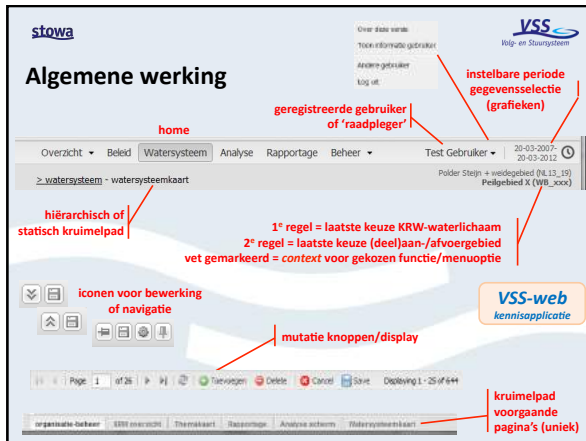 stowa
Over deze versie
Toon informatie gebruiker
Andere gebruiker
Log uit
VSS
Volg- en Stuursysteem
Algemene werking
instelbare periode
gegevensselectie
(grafieken)
geregistreerde gebruiker
of 'raadpleger'
home
Overzicht Beleid Watersysteem Analyse Rapportage Beheer Test Gebruiker 20-03-2007-
20-03-2012
> watersysteem - watersysteemkaart
Polder Steijn + weidegebied (NL13_19)
Peilgebied X (WB_xxx)
hiërarchisch of
statisch kruimelpad
1e regel = laatste keuze KRW-waterlichaam
2e regel = laatste keuze (deel)aan-/afvoergebied
vet gemarkeerd = context voor gekozen functie/menuoptie
iconen voor bewerking
of navigatie
VSS-web
kennisapplicatie
mutatie knoppen/display
Page 1 of 26 Toevoegen Delete Cancel Save Displaying 1 - 25 of 644
kruimelpad
voorgaande
pagina's (uniek)
organisatie-beheer overzicht Themakaart Rapportage Analyse scherm Watersysteemkaart